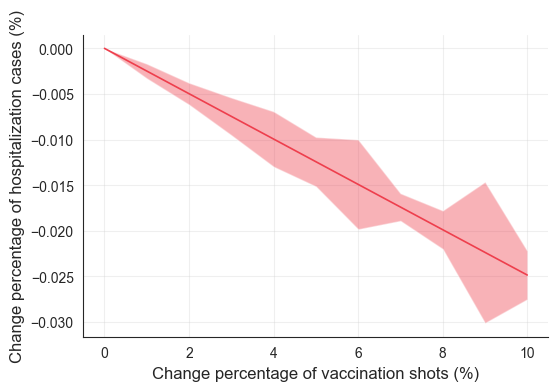 Change percentage of hospitalization cases (%)
0.000
−0.005
−0.010
−0.015
−0.020
−0.025
−0.030
0 2 4 6 8 10
Change percentage of vaccination shots (%)